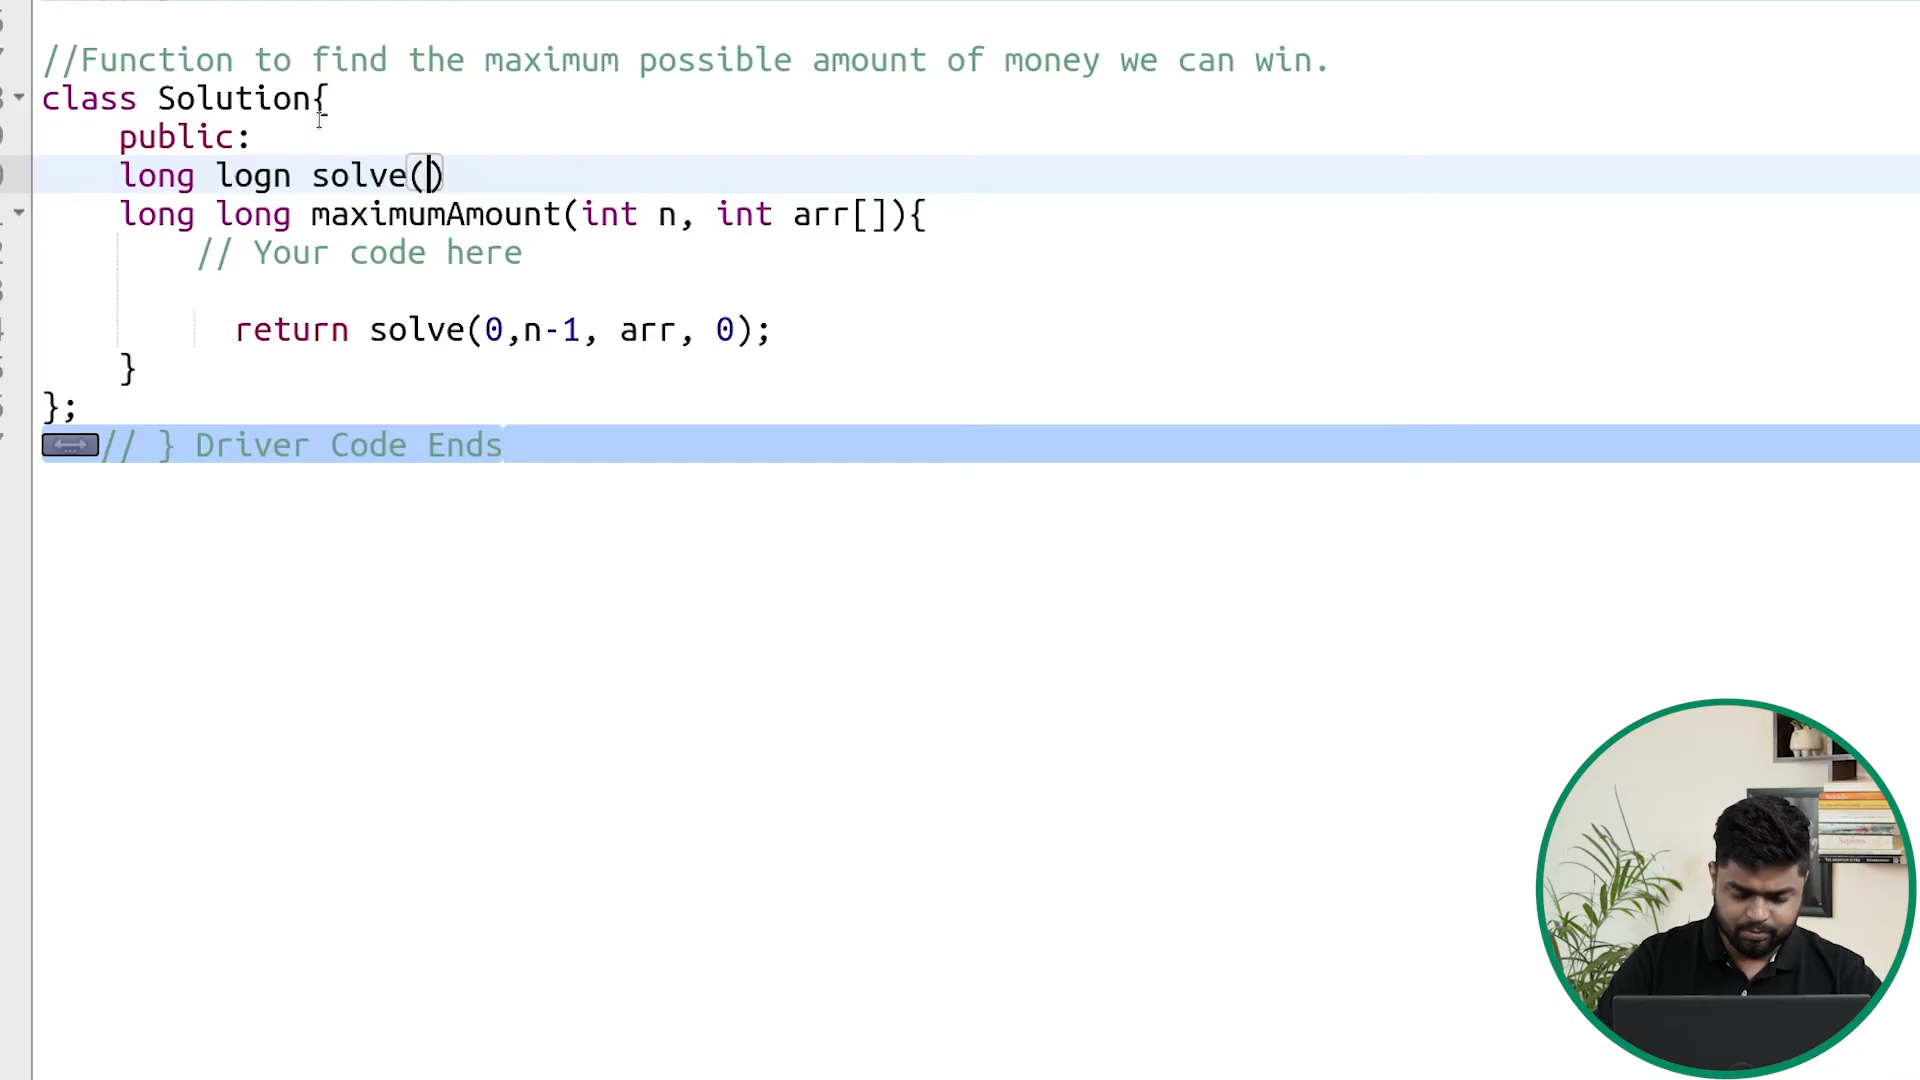 //Function to find the maximum possible amount of money we can win.
class Solution{
public:
long logn solve()
long long maximumAmount(int n, int arr[]){
// Your code here
return solve(0,n-1, arr, 0);
}
};
// } Driver Code Ends
Sapiens